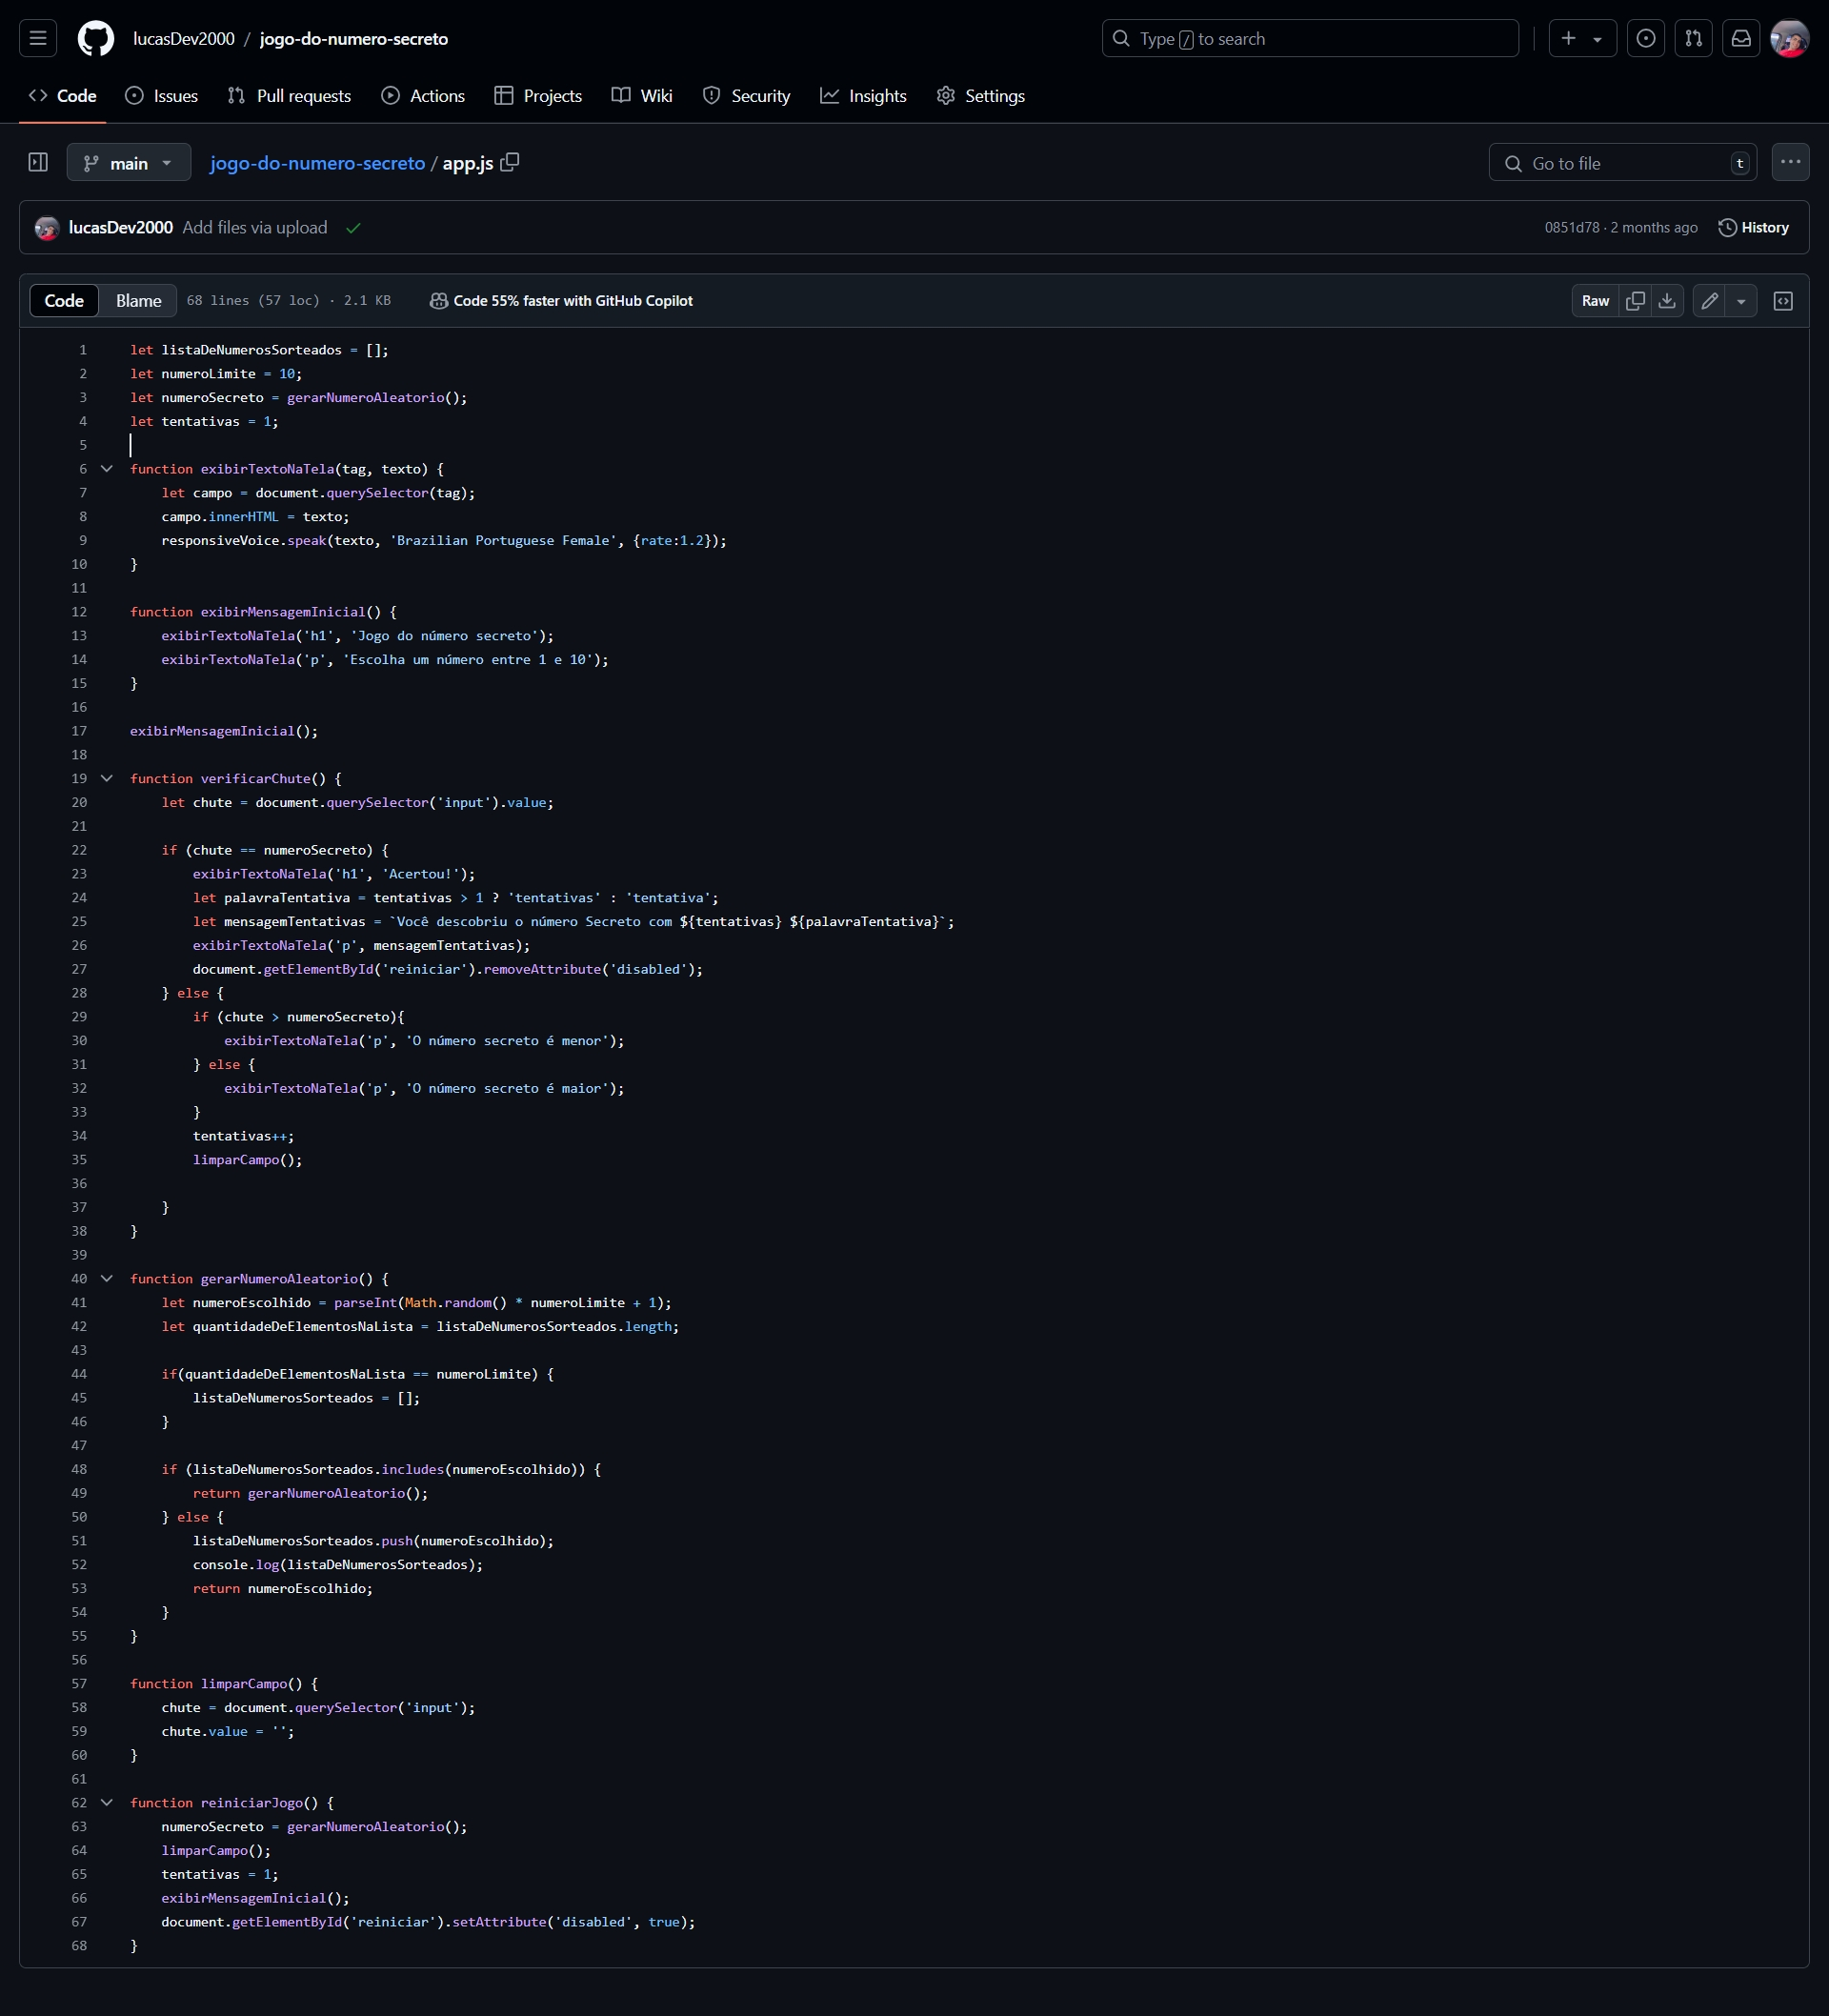 lucasDev2000 / jogo-do-numero-secreto
Type / to search
Code Issues Pull requests Actions Projects Wiki Security Insights Settings
main jogo-do-numero-secreto / app.js Go to file t
lucasDev2000 Add files via upload 0851d78 · 2 months ago History
Code Blame 68 lines (57 loc) · 2.1 KB Code 55% faster with GitHub Copilot Raw
1 let listaDeNumerosSorteados = [];
2 let numeroLimite = 10;
3 let numeroSecreto = gerarNumeroAleatorio();
4 let tentativas = 1;
5
6 function exibirTextoNaTela(tag, texto) {
7     let campo = document.querySelector(tag);
8     campo.innerHTML = texto;
9     responsiveVoice.speak(texto, 'Brazilian Portuguese Female', {rate:1.2});
10 }
11
12 function exibirMensagemInicial() {
13     exibirTextoNaTela('h1', 'Jogo do número secreto');
14     exibirTextoNaTela('p', 'Escolha um número entre 1 e 10');
15 }
16
17 exibirMensagemInicial();
18
19 function verificarChute() {
20     let chute = document.querySelector('input').value;
21
22     if (chute == numeroSecreto) {
23         exibirTextoNaTela('h1', 'Acertou!');
24         let palavraTentativa = tentativas > 1 ? 'tentativas' : 'tentativa';
25         let mensagemTentativas = `Você descobriu o número Secreto com ${tentativas} ${palavraTentativa}`;
26         exibirTextoNaTela('p', mensagemTentativas);
27         document.getElementById('reiniciar').removeAttribute('disabled');
28     } else {
29         if (chute > numeroSecreto){
30             exibirTextoNaTela('p', 'O número secreto é menor');
31         } else {
32             exibirTextoNaTela('p', 'O número secreto é maior');
33         }
34         tentativas++;
35         limparCampo();
36
37     }
38 }
39
40 function gerarNumeroAleatorio() {
41     let numeroEscolhido = parseInt(Math.random() * numeroLimite + 1);
42     let quantidadeDeElementosNaLista = listaDeNumerosSorteados.length;
43
44     if(quantidadeDeElementosNaLista == numeroLimite) {
45         listaDeNumerosSorteados = [];
46     }
47
48     if (listaDeNumerosSorteados.includes(numeroEscolhido)) {
49         return gerarNumeroAleatorio();
50     } else {
51         listaDeNumerosSorteados.push(numeroEscolhido);
52         console.log(listaDeNumerosSorteados);
53         return numeroEscolhido;
54     }
55 }
56
57 function limparCampo() {
58     chute = document.querySelector('input');
59     chute.value = '';
60 }
61
62 function reiniciarJogo() {
63     numeroSecreto = gerarNumeroAleatorio();
64     limparCampo();
65     tentativas = 1;
66     exibirMensagemInicial();
67     document.getElementById('reiniciar').setAttribute('disabled', true);
68 }